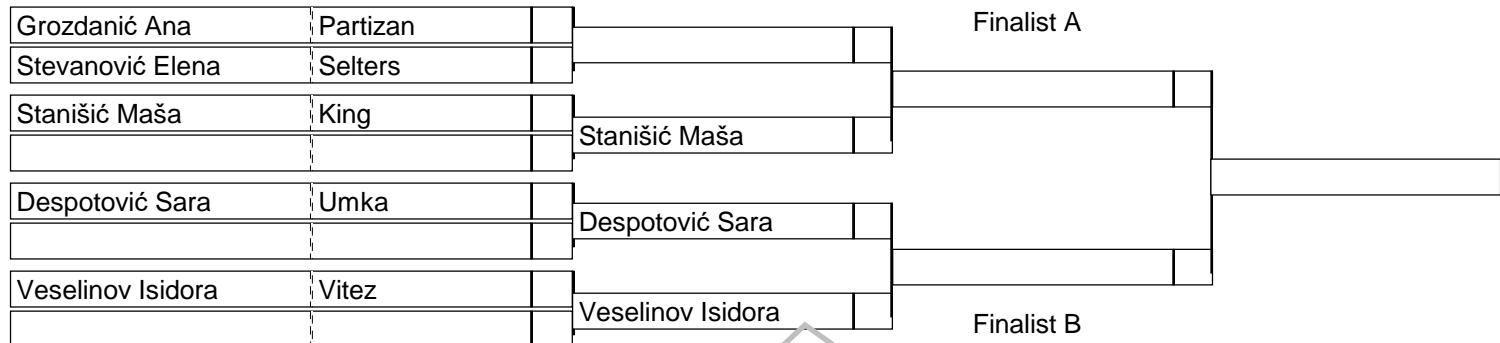 Grozdanić Ana Partizan
Finalist A
Stevanović Elena Selters
Stanišić Maša King
Stanišić Maša
Despotović Sara Umka
Despotović Sara
Veselinov Isidora Vitez
Veselinov Isidora
Finalist B